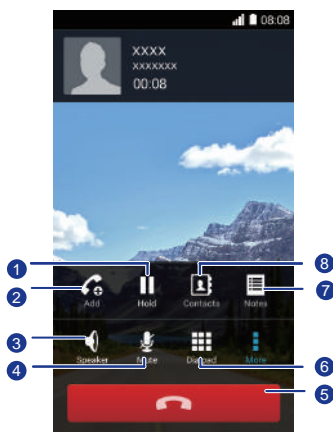 08:08
XXXX
XXXXXXX
00:08
1
8
2
7
Add Hold Contacts Notes
3
Speaker Mute Dialpad More
4
6
5